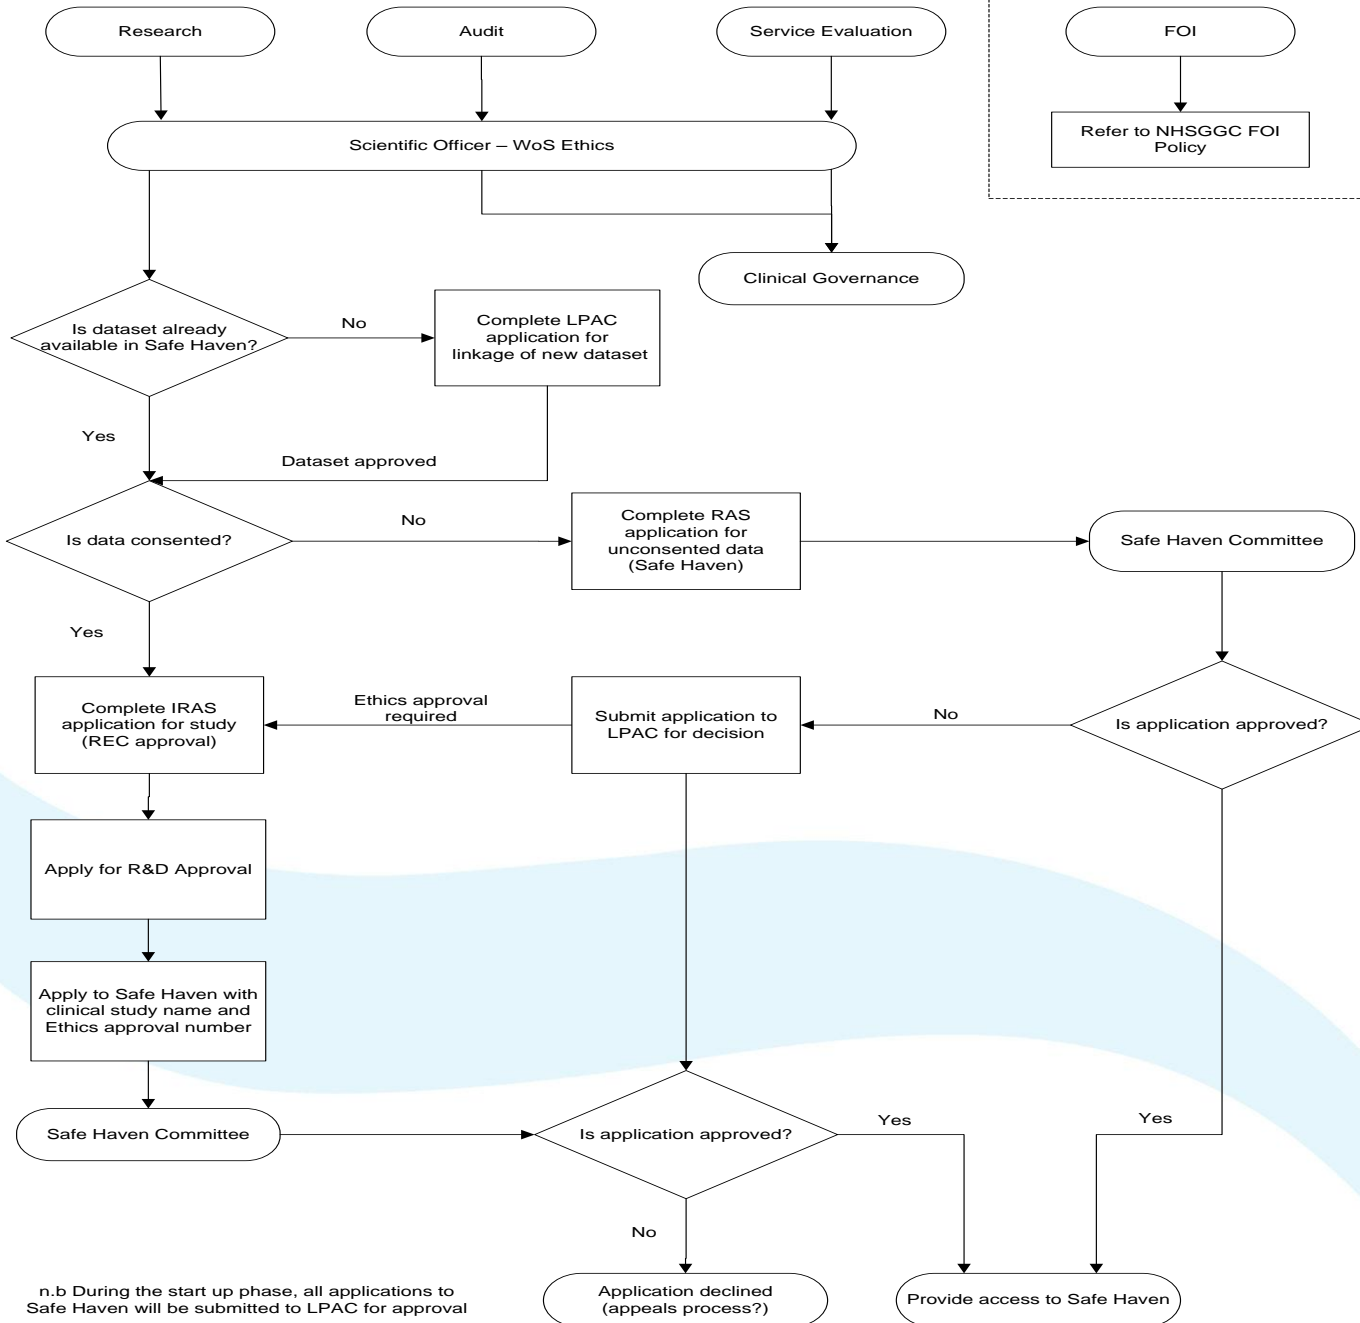 Research
Audit
Service Evaluation
FOI
Scientific Officer – WoS Ethics
Refer to NHSGGC FOI
Policy
Clinical Governance
Is dataset already
available in Safe Haven?
No
Complete LPAC
application for
linkage of new dataset
Yes
Dataset approved
Is data consented?
No
Complete RAS
application for
unconsented data
(Safe Haven)
Safe Haven Committee
Yes
Complete IRAS
application for study
(REC approval)
Ethics approval
required
Submit application to
LPAC for decision
No
Is application approved?
Apply for R&D Approval
Apply to Safe Haven with
clinical study name and
Ethics approval number
Safe Haven Committee
Is application approved?
Yes
Yes
No
n.b During the start up phase, all applications to
Safe Haven will be submitted to LPAC for approval
Application declined
(appeals process?)
Provide access to Safe Haven